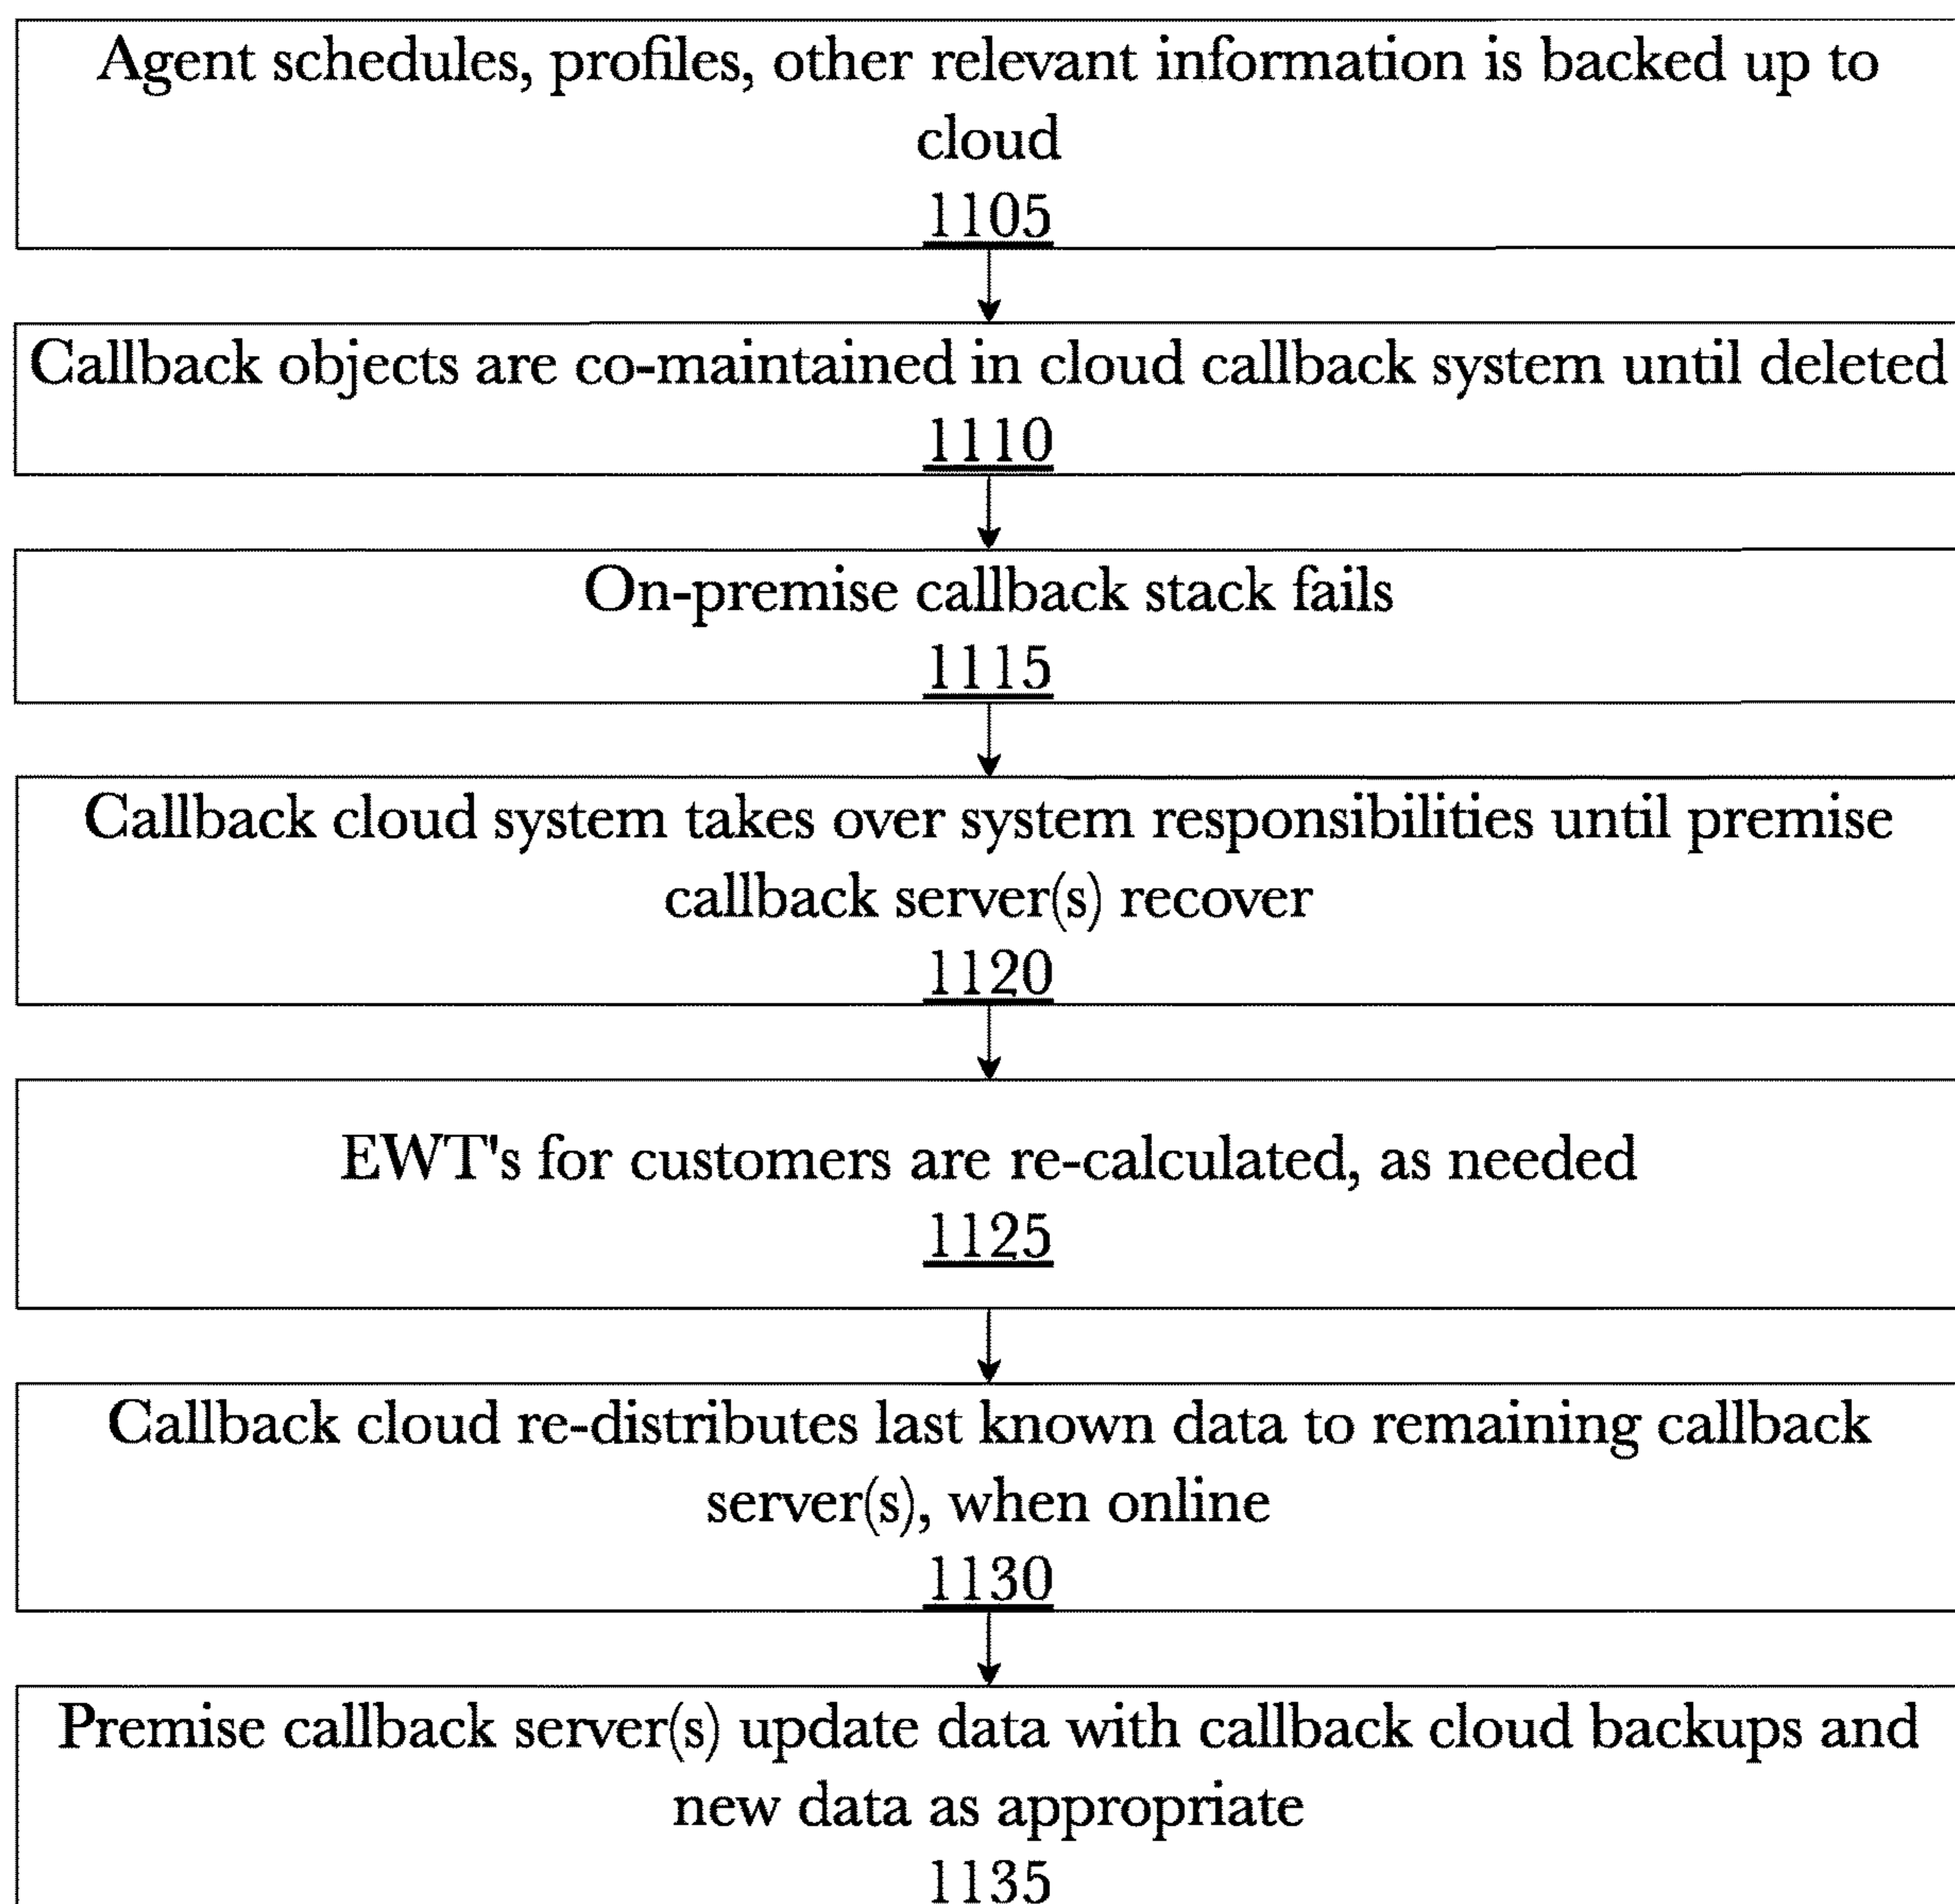 Agent schedules, profiles, other relevant information is backed up to
cloud
1105
Callback objects are co-maintained in cloud callback system until deleted
1110
On-premise callback stack fails
1115
Callback cloud system takes over system responsibilities until premise
callback server(s) recover
1120
EWT's for customers are re-calculated, as needed
1125
Callback cloud re-distributes last known data to remaining callback
server(s), when online
1130
Premise callback server(s) update data with callback cloud backups and
new data as appropriate
1135